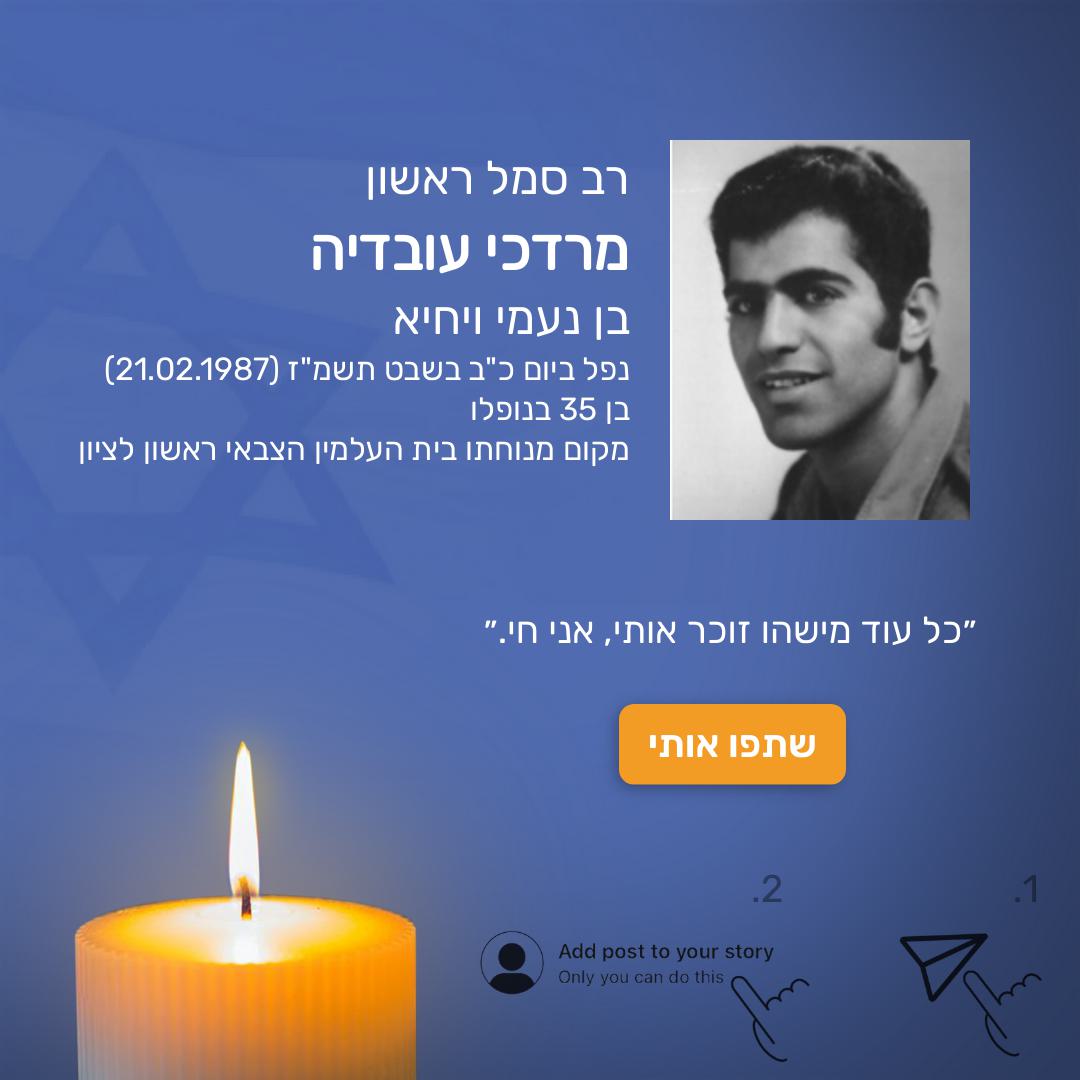 רב סמל ראשון
מרדכי עובדיה
בן נעמי ויחיא
נפל ביום כ"ב בשבט תשמ"ז (21.02.1987)
בן 35 בנופלו
מקום מנוחתו בית העלמין הצבאי ראשון לציון
״כל עוד מישהו זוכר אותי, אני חי.״
שתפו אותי
.1
.2
Add post to your story
Only you can do this